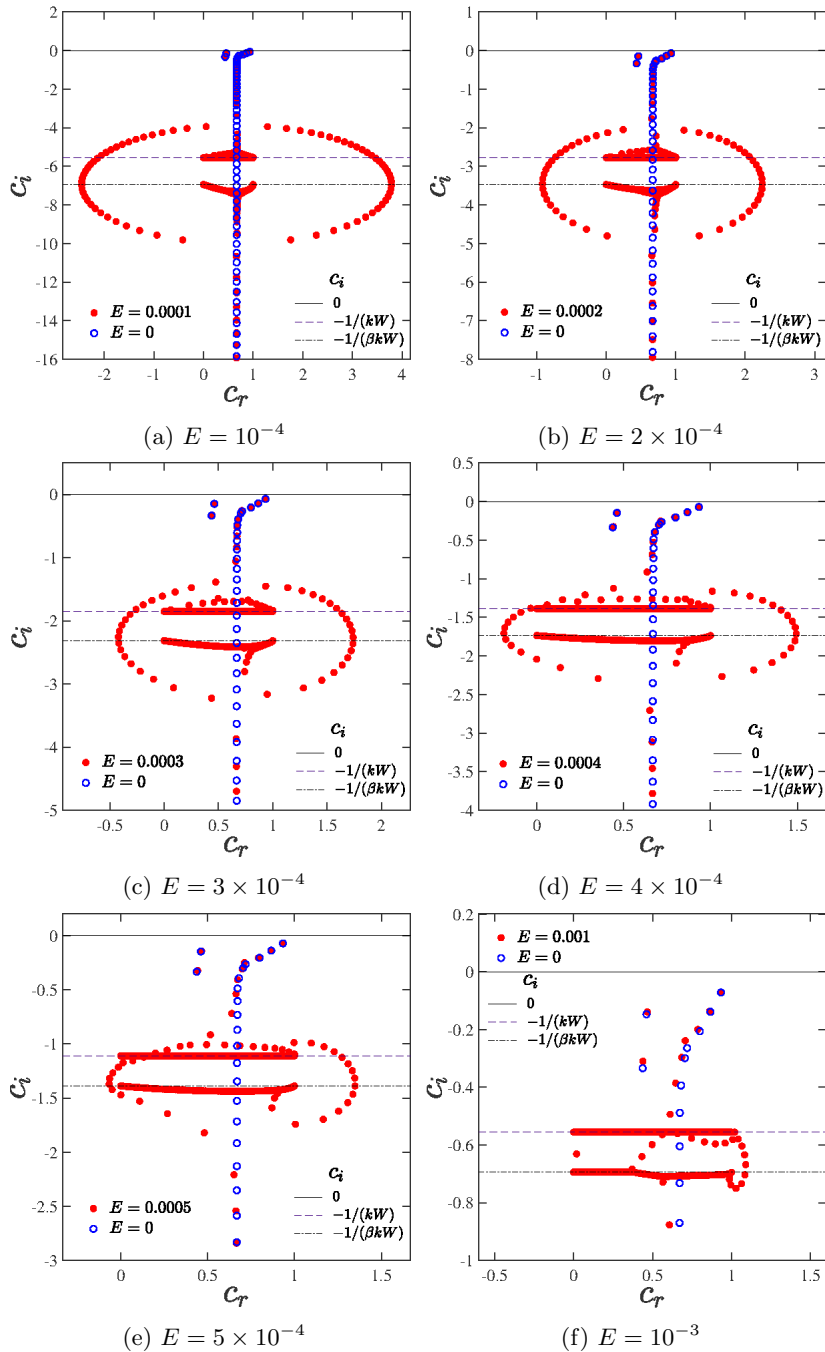 2
0
-2
-4
-6
-8
-10
-12
-14
-16
-2
-1
0
1
2
3
4
c_i
c_r
E = 0.0001
E = 0
c_i
0
−1/(kW)
−1/(βkW)
(a) E = 10^{−4}
1
0
-1
-2
-3
-4
-5
-6
-7
-8
-1
0
1
2
c_i
c_r
E = 0.0002
E = 0
c_i
0
−1/(kW)
−1/(βkW)
(b) E = 2 × 10^{−4}
0
-1
-2
-3
-4
-5
-0.5
0
0.5
1
1.5
2
c_i
c_r
E = 0.0003
E = 0
c_i
0
−1/(kW)
−1/(βkW)
(c) E = 3 × 10^{−4}
0.5
0
-0.5
-1
-1.5
-2
-2.5
-3
-3.5
-4
0
0.5
1
1.5
c_i
c_r
E = 0.0004
E = 0
c_i
0
−1/(kW)
−1/(βkW)
(d) E = 4 × 10^{−4}
0
-0.5
-1
-1.5
-2
-2.5
-3
0
0.5
1
1.5
c_i
c_r
E = 0.0005
E = 0
c_i
0
−1/(kW)
−1/(βkW)
(e) E = 5 × 10^{−4}
0.2
0
-0.2
-0.4
-0.6
-0.8
-1
-0.5
0
0.5
1
1.5
c_i
c_r
E = 0.001
E = 0
c_i
0
−1/(kW)
−1/(βkW)
(f) E = 10^{−3}